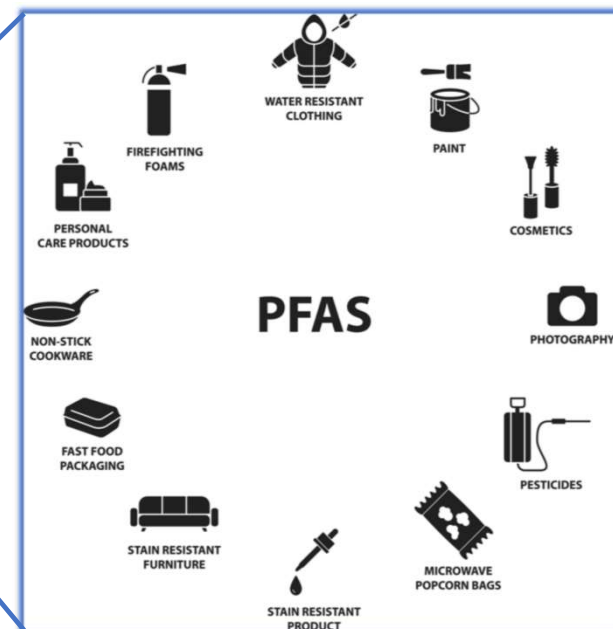 WATER RESISTANT
CLOTHING
PAINT
FIREFIGHTING
FOAMS
PERSONAL
CARE PRODUCTS
COSMETICS
PFAS
NON-STICK
COOKWARE
PHOTOGRAPHY
FAST FOOD
PACKAGING
PESTICIDES
STAIN RESISTANT
FURNITURE
MICROWAVE
POPCORN BAGS
STAIN RESISTANT
PRODUCT